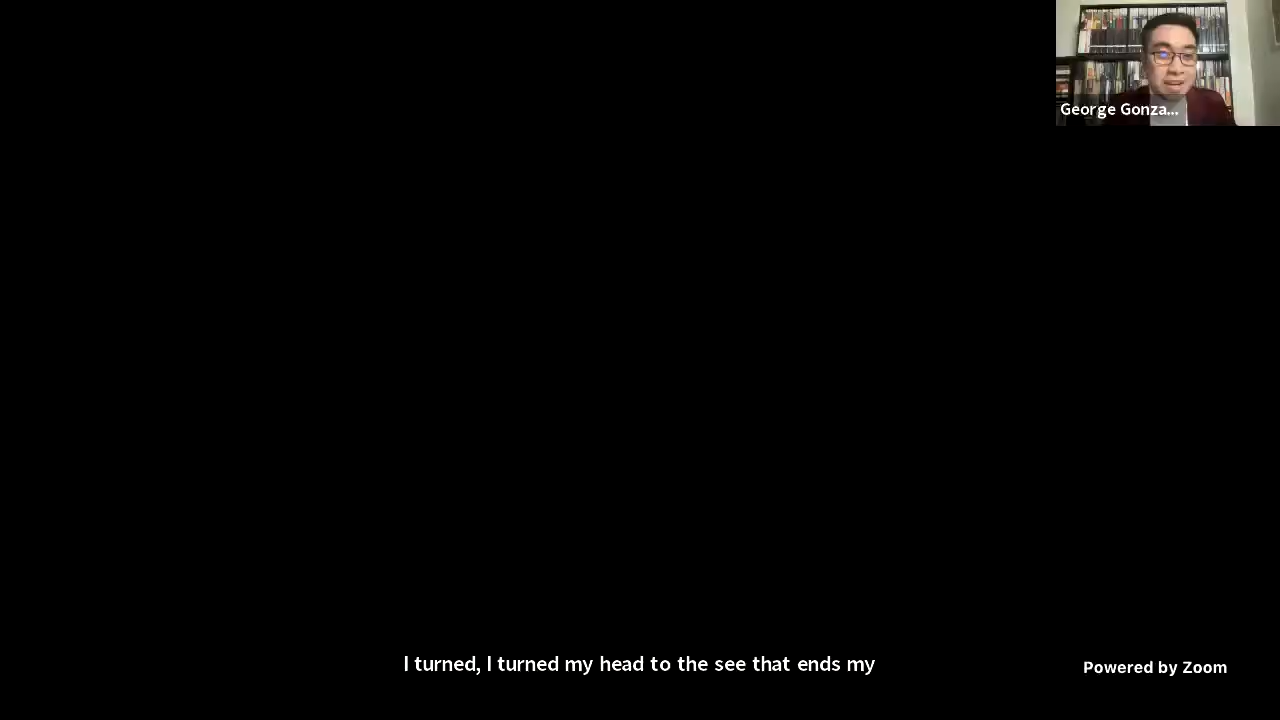 George Gonza...
I turned, I turned my head to the see that ends my
Powered by Zoom